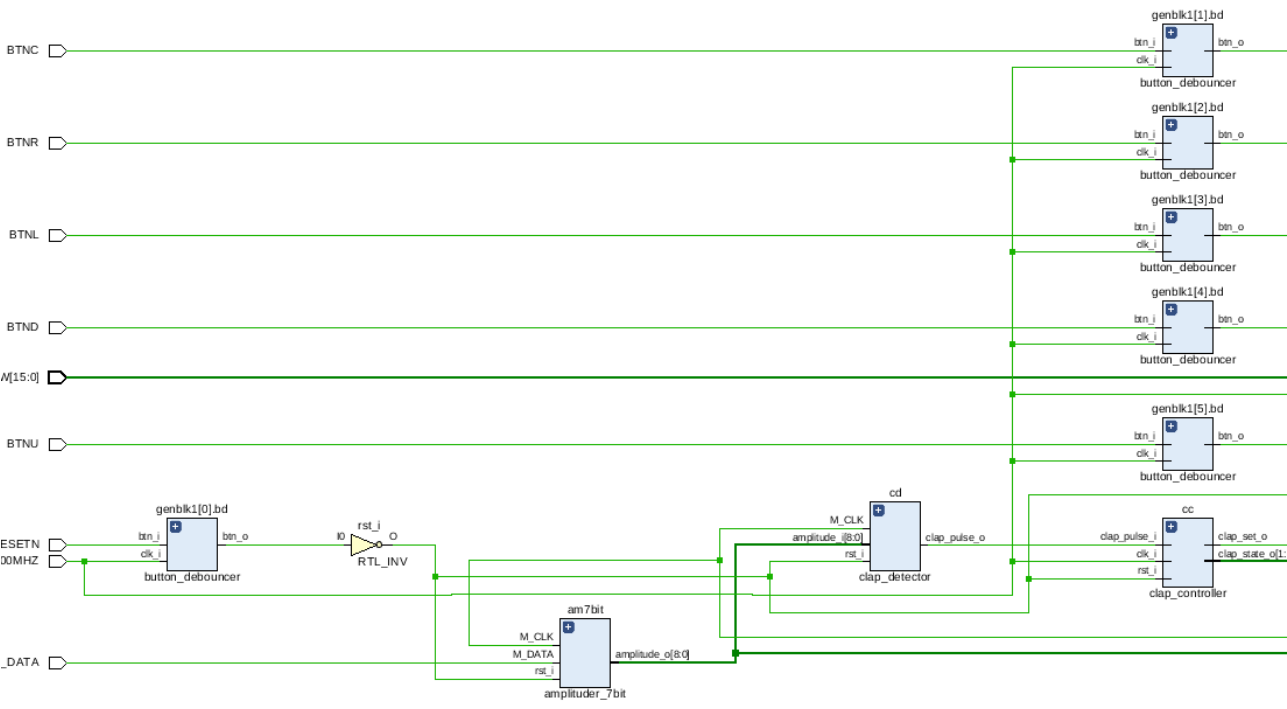 genblk1[1].bd
BTNC
btn_i
btn_o
clk_i
button_debouncer
genblk1[2].bd
BTNR
btn_i
btn_o
clk_i
button_debouncer
genblk1[3].bd
BTNL
btn_i
btn_o
clk_i
button_debouncer
genblk1[4].bd
BTND
btn_i
btn_o
clk_i
button_debouncer
W[15:0]
genblk1[5].bd
BTNU
btn_i
btn_o
clk_i
button_debouncer
genblk1[0].bd
rst_i
cd
cc
ESETN
btn_i
btn_o
I0
O
M_CLK
amplitude_i[8:0]
clap_pulse_o
clap_pulse_i
clap_set_o
00MHZ
clk_i
RTL_INV
rst_i
clk_i
clap_state_o[1:
button_debouncer
clap_detector
rst_i
clap_controller
am7bit
M_CLK
_DATA
M_DATA
amplitude_o[8:0]
rst_i
amplituder_7bit